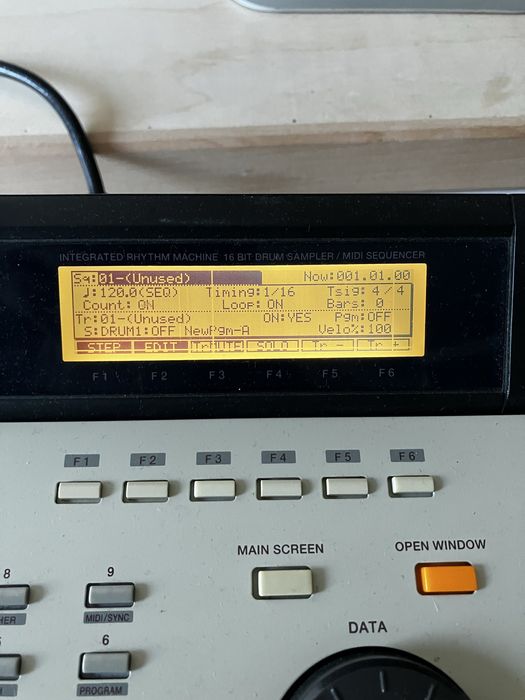 INTEGRATED RHYTHM MACHINE 16 BIT DRUM SAMPLER / MIDI SEQUENCER
Sq:01-(Unused) Now:001.01.00
♩:120.0(SEQ) Timing:1/16 Tsig: 4/ 4
Count: ON Loop: ON Bars: 0
Tr:01-(Unused) ON:YES Pgm:OFF
S:DRUM1:OFF NewPgm-A Velo%:100
STEP EDIT TrMUTE SOLO Tr - Tr +
F1 F2 F3 F4 F5 F6
F1 F2 F3 F4 F5 F6
MAIN SCREEN OPEN WINDOW
8 9
HER MIDI/SYNC
DATA
6
PROGRAM